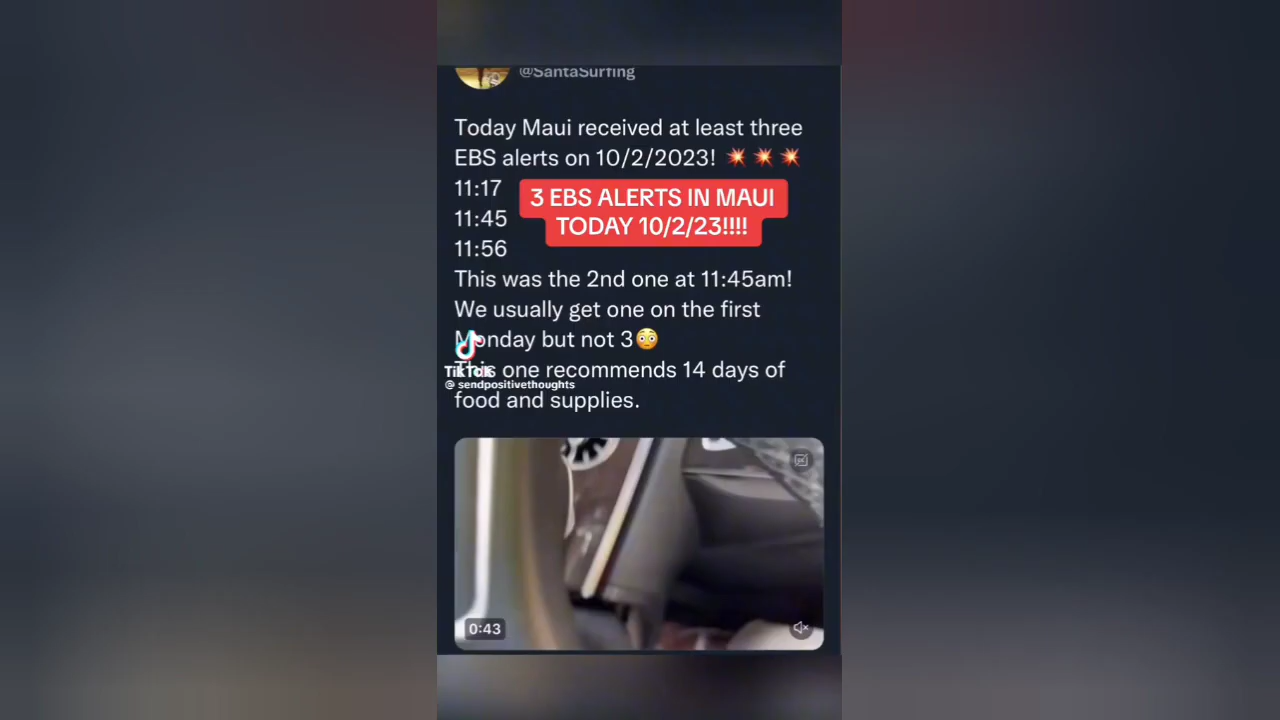 @SantaSurfing
Today Maui received at least three
EBS alerts on 10/2/2023! 💥 💥 💥
11:17
3 EBS ALERTS IN MAUI
TODAY 10/2/23!!!!
11:45
11:56
This was the 2nd one at 11:45am!
We usually get one on the first
Monday but not 3😳
This one recommends 14 days of
TikTok
@ sendpositivethoughts
food and supplies.
0:43